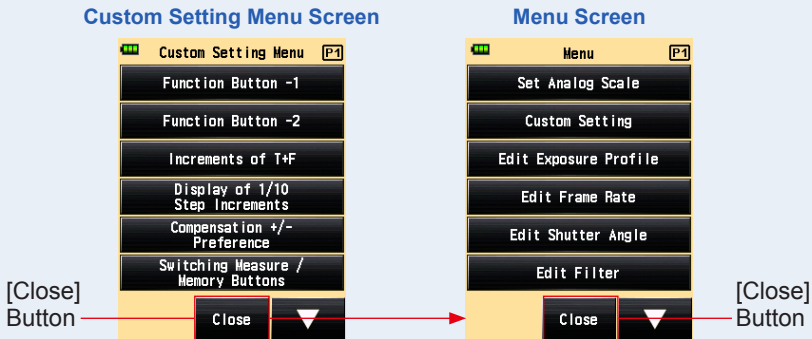 Custom Setting Menu Screen
Custom Setting Menu P1
Function Button -1
Function Button -2
Increments of T+F
Display of 1/10
Step Increments
Compensation +/-
Preference
Switching Measure /
Memory Buttons
Close
[Close]
Button
Menu Screen
Menu P1
Set Analog Scale
Custom Setting
Edit Exposure Profile
Edit Frame Rate
Edit Shutter Angle
Edit Filter
Close
[Close]
Button